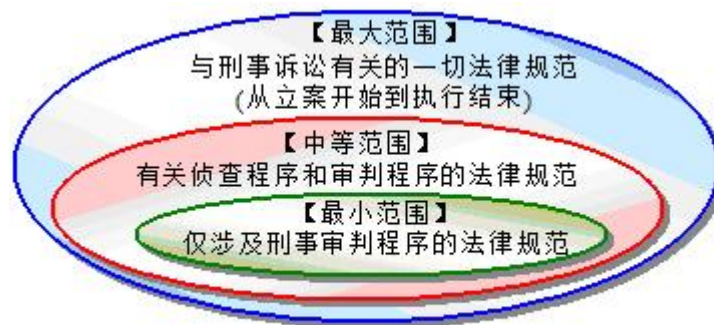 【最大范围】
与刑事诉讼有关的一切法律规范
(从立案开始到执行结束)
【中等范围】
有关侦查程序和审判程序的法律规范
【最小范围】
仅涉及刑事审判程序的法律规范